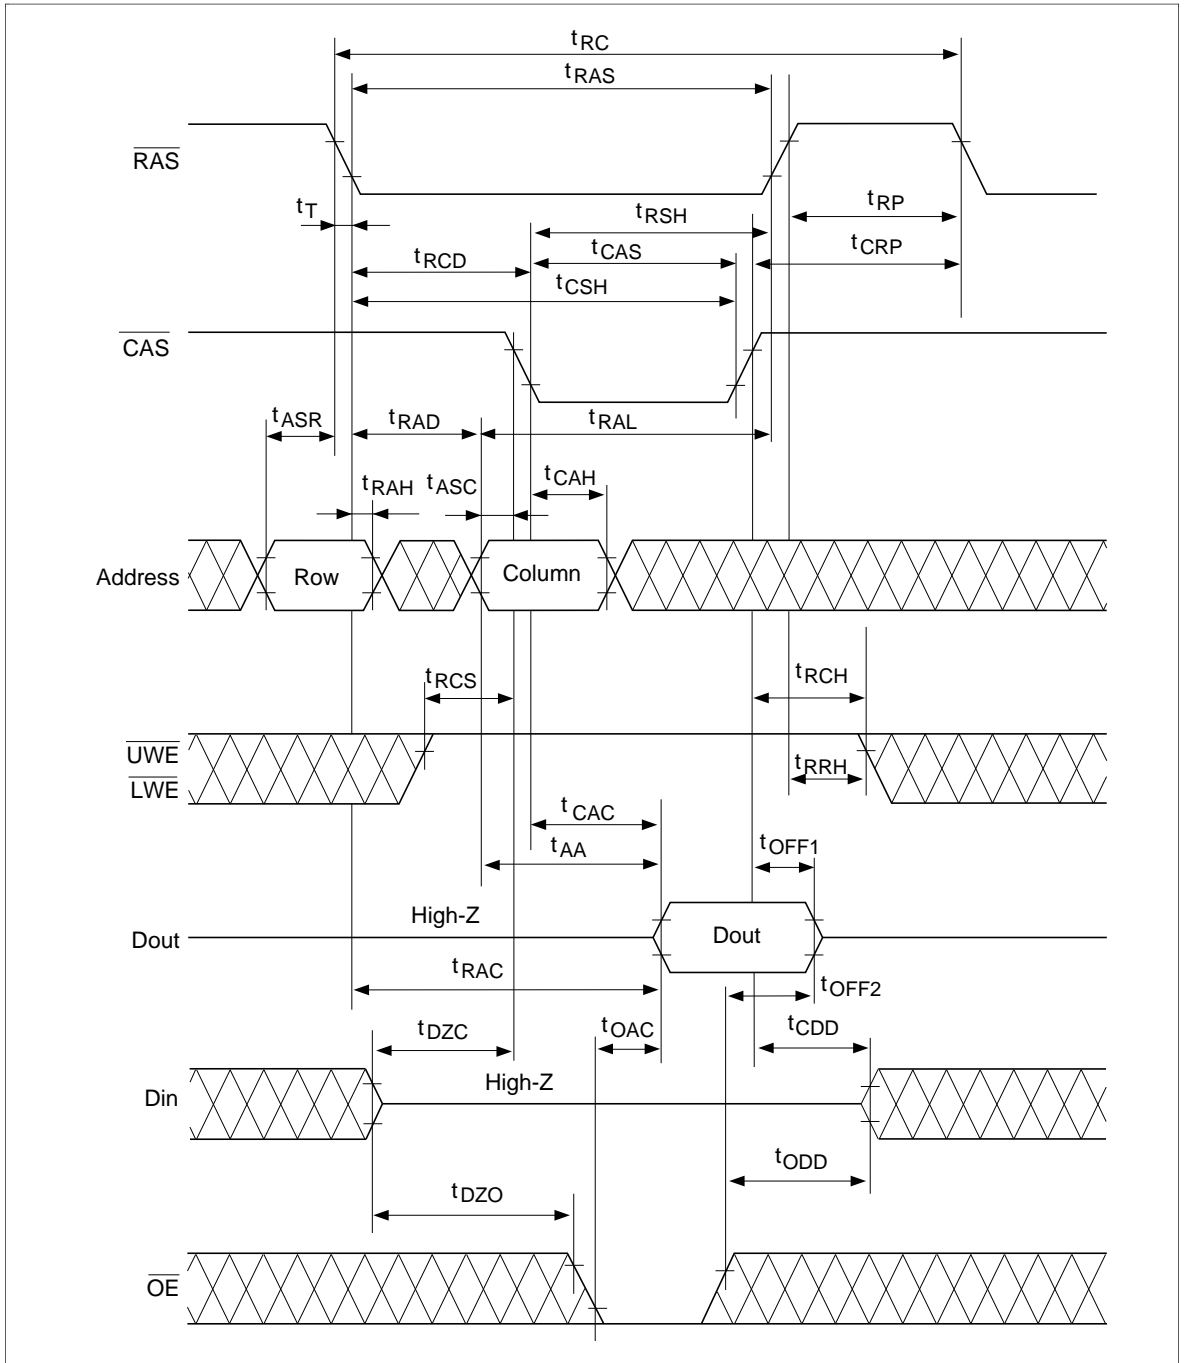 tRC
tRAS
RAS
tT
tRSH
tRP
tRCD
tCAS
tCRP
tCSH
CAS
tASR
tRAD
tRAL
tRAH
tASC
tCAH
Address
Row
Column
tRCS
tRCH
UWE
LWE
tRRH
tCAC
tAA
tOFF1
High-Z
Dout
Dout
tRAC
tOFF2
tDZC
tOAC
tCDD
Din
High-Z
tODD
tDZO
OE